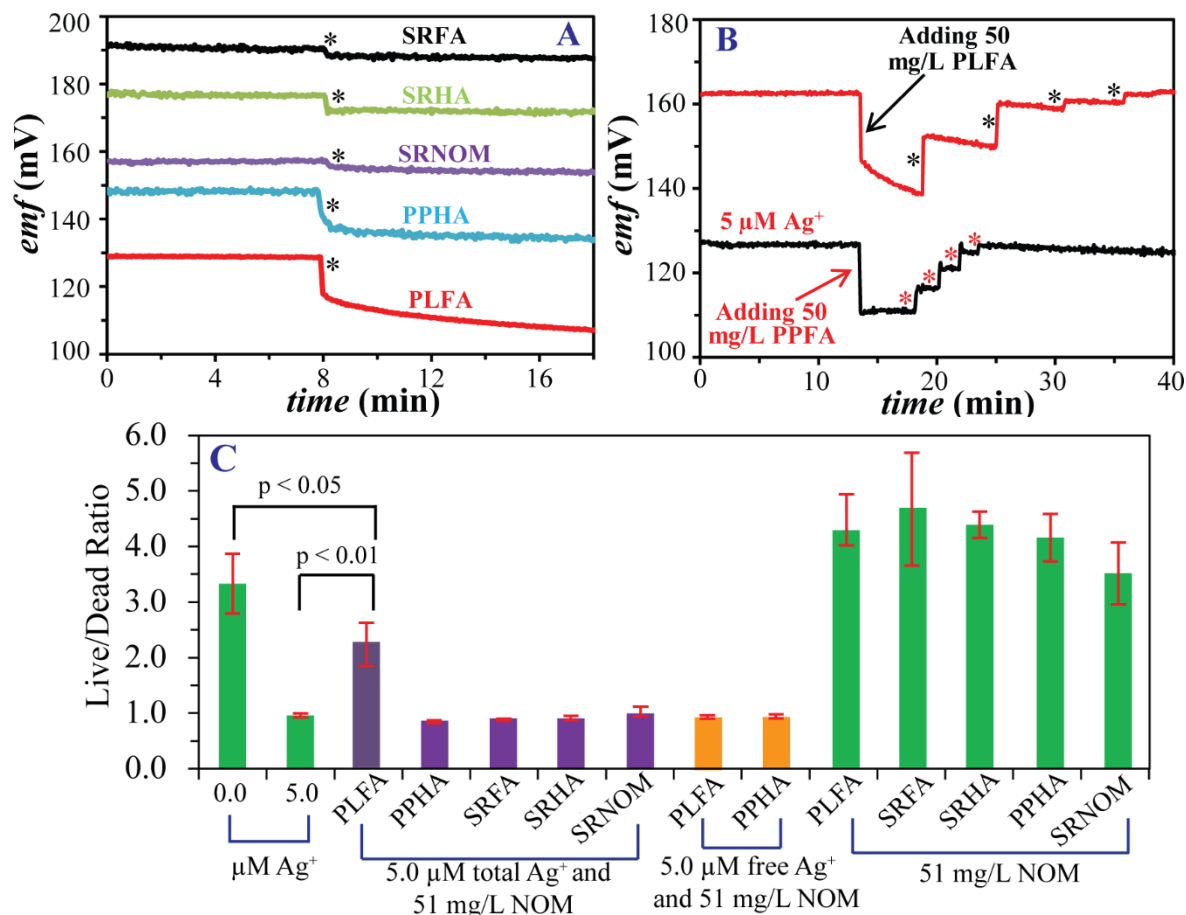 A
SRFA
*
SRHA
*
SRNOM
*
PPHA
*
PLFA
*
200
180
160
140
120
100
emf (mV)
0
4
8
12
16
time (min)
B
Adding 50
mg/L PLFA
*
*
*
*
5 µM Ag⁺
*
*
*
*
Adding 50
mg/L PPFA
180
160
140
120
100
emf (mV)
0
10
20
30
40
time (min)
C
p < 0.05
p < 0.01
6.0
5.0
4.0
3.0
2.0
1.0
0.0
Live/Dead Ratio
0.0
5.0
PLFA
PPHA
SRFA
SRHA
SRNOM
PLFA
PPHA
PLFA
SRFA
SRHA
PPHA
SRNOM
µM Ag⁺
5.0 µM total Ag⁺ and
51 mg/L NOM
5.0 µM free Ag⁺
and 51 mg/L NOM
51 mg/L NOM